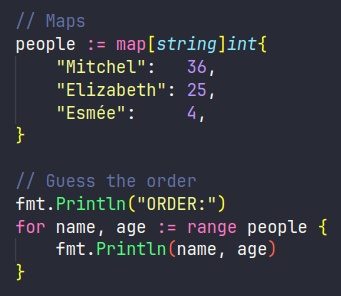 // Maps
people := map[string]int{
    "Mitchel":   36,
    "Elizabeth": 25,
    "Esmée":     4,
}

// Guess the order
fmt.Println("ORDER:")
for name, age := range people {
    fmt.Println(name, age)
}